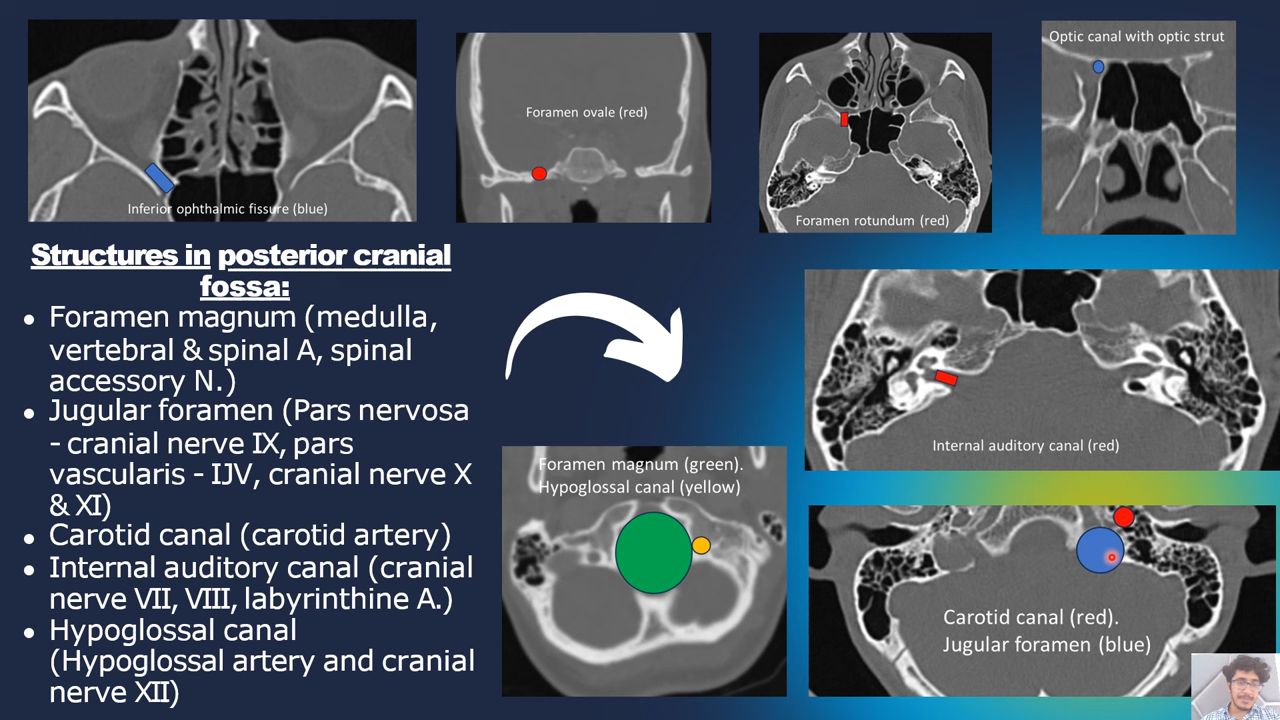 Inferior ophthalmic fissure (blue)
Foramen ovale (red)
Foramen rotundum (red)
Optic canal with optic strut
Structures in posterior cranial
fossa:
• Foramen magnum (medulla,
vertebral & spinal A, spinal
accessory N.)
• Jugular foramen (Pars nervosa
- cranial nerve IX, pars
vascularis - IJV, cranial nerve X
& XI)
• Carotid canal (carotid artery)
• Internal auditory canal (cranial
nerve VII, VIII, labyrinthine A.)
• Hypoglossal canal
(Hypoglossal artery and cranial
nerve XII)
Internal auditory canal (red)
Foramen magnum (green).
Hypoglossal canal (yellow)
Carotid canal (red).
Jugular foramen (blue)